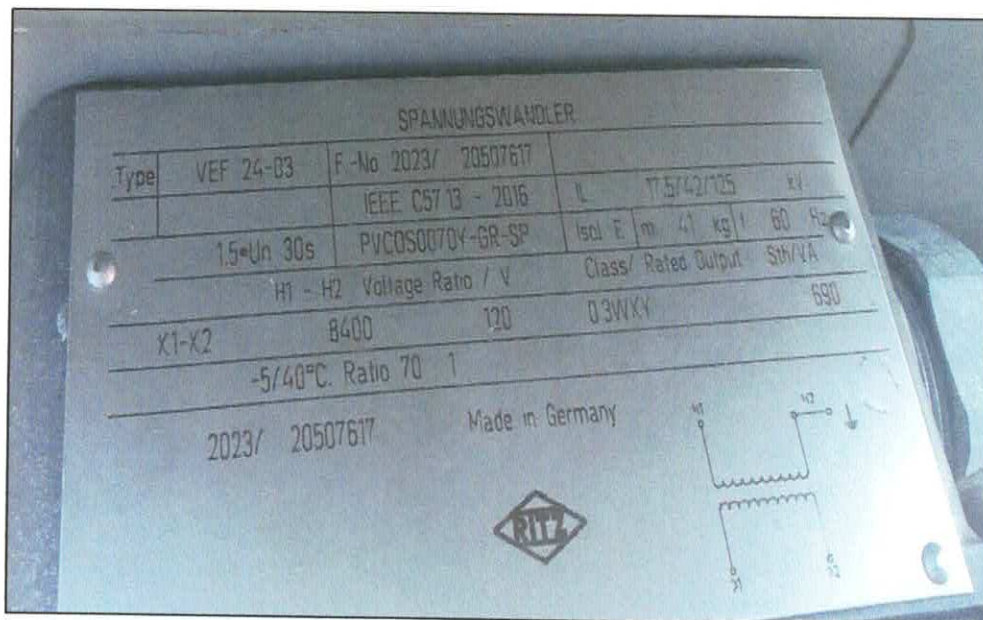 SPANNUNGSWANDLER
Type VEF 24-03 F.-No 2023/ 20507617
IEEE C57 13 - 2016 IL 17.5/42/125 kV
1.5*Un 30s PVCOS0070Y-GR-SP Isol E m 41 kg f 60 Hz
H1 - H2 Voltage Ratio / V Class/ Rated Output Sth/VA
X1-X2 8400 120 0.3WXY 690
-5/40°C. Ratio 70 1
2023/ 20507617 Made in Germany
H1 H2
RITZ
X1 X2